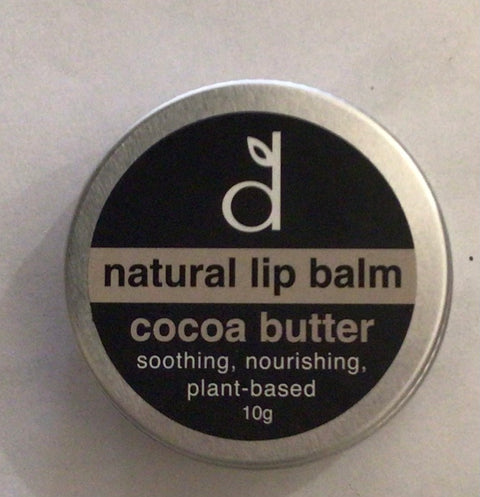 d
natural lip balm
cocoa butter
soothing, nourishing,
plant-based
10g